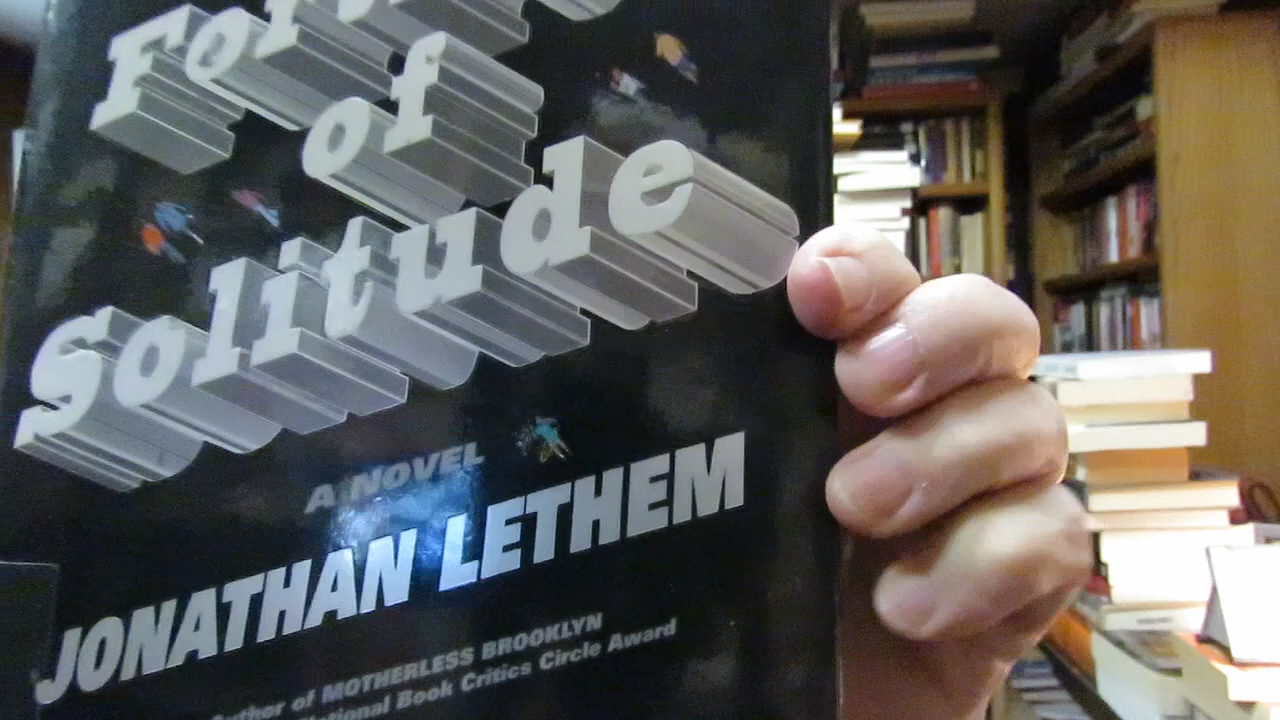 of
Solitude
A NOVEL
JONATHAN LETHEM
Author of MOTHERLESS BROOKLYN
National Book Critics Circle Award